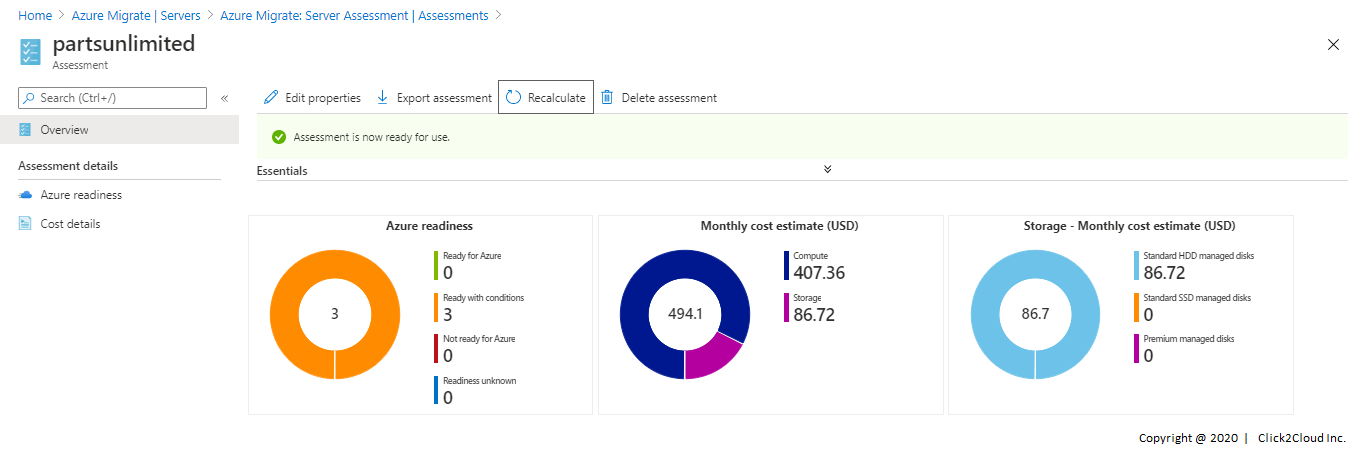 Home > Azure Migrate | Servers > Azure Migrate: Server Assessment | Assessments >
partsunlimited
Assessment
Search (Ctrl+/)
«
Edit properties
Export assessment
Recalculate
Delete assessment
Overview
Assessment is now ready for use.
Assessment details
Essentials
Azure readiness
Cost details
Azure readiness
3
Ready for Azure
0
Ready with conditions
3
Not ready for Azure
0
Readiness unknown
0
Monthly cost estimate (USD)
494.1
Compute
407.36
Storage
86.72
Storage - Monthly cost estimate (USD)
86.7
Standard HDD managed disks
86.72
Standard SSD managed disks
0
Premium managed disks
0
Copyright @ 2020 | Click2Cloud Inc.